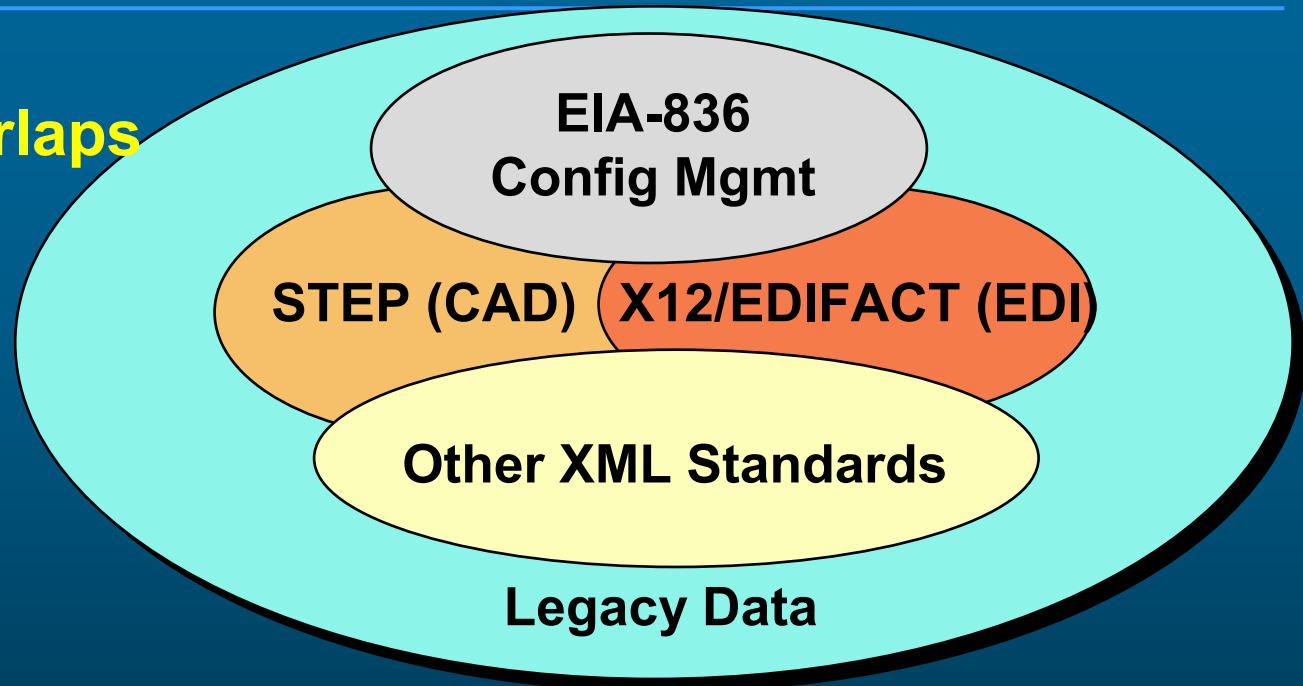 rlaps
EIA-836
Config Mgmt
STEP (CAD)
X12/EDIFACT (EDI)
Other XML Standards
Legacy Data